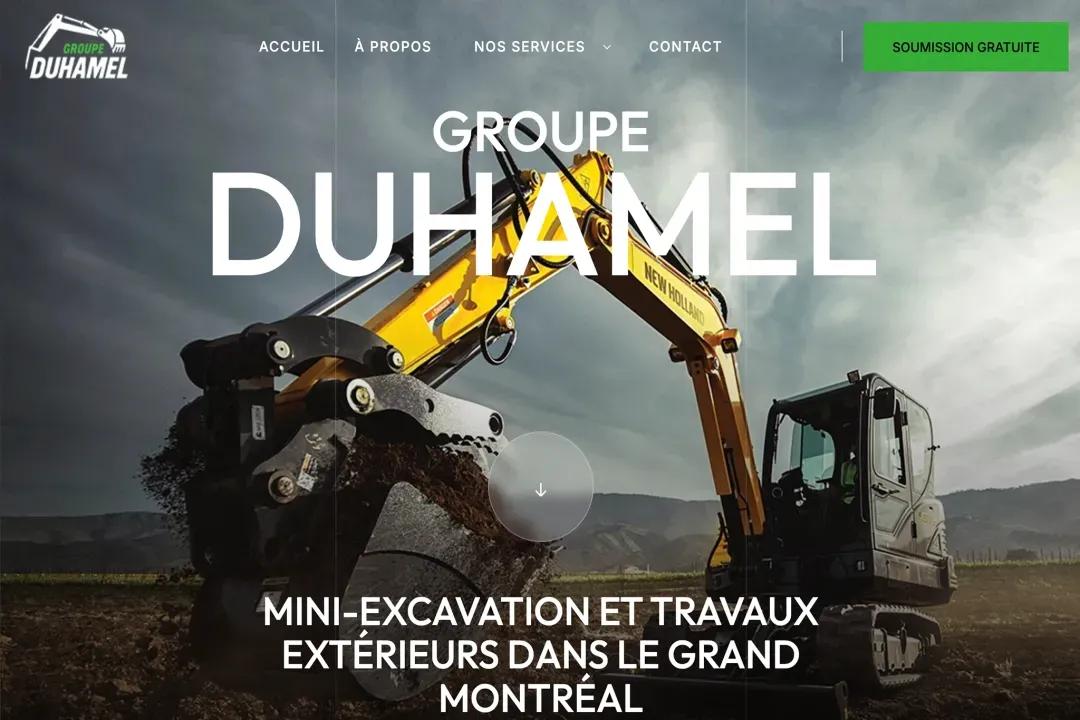 GROUPE
DUHAMEL
ACCUEIL
À PROPOS
NOS SERVICES
CONTACT
SOUMISSION GRATUITE
GROUPE
DUHAMEL
NEW HOLLAND
MINI-EXCAVATION ET TRAVAUX
EXTÉRIEURS DANS LE GRAND
MONTRÉAL